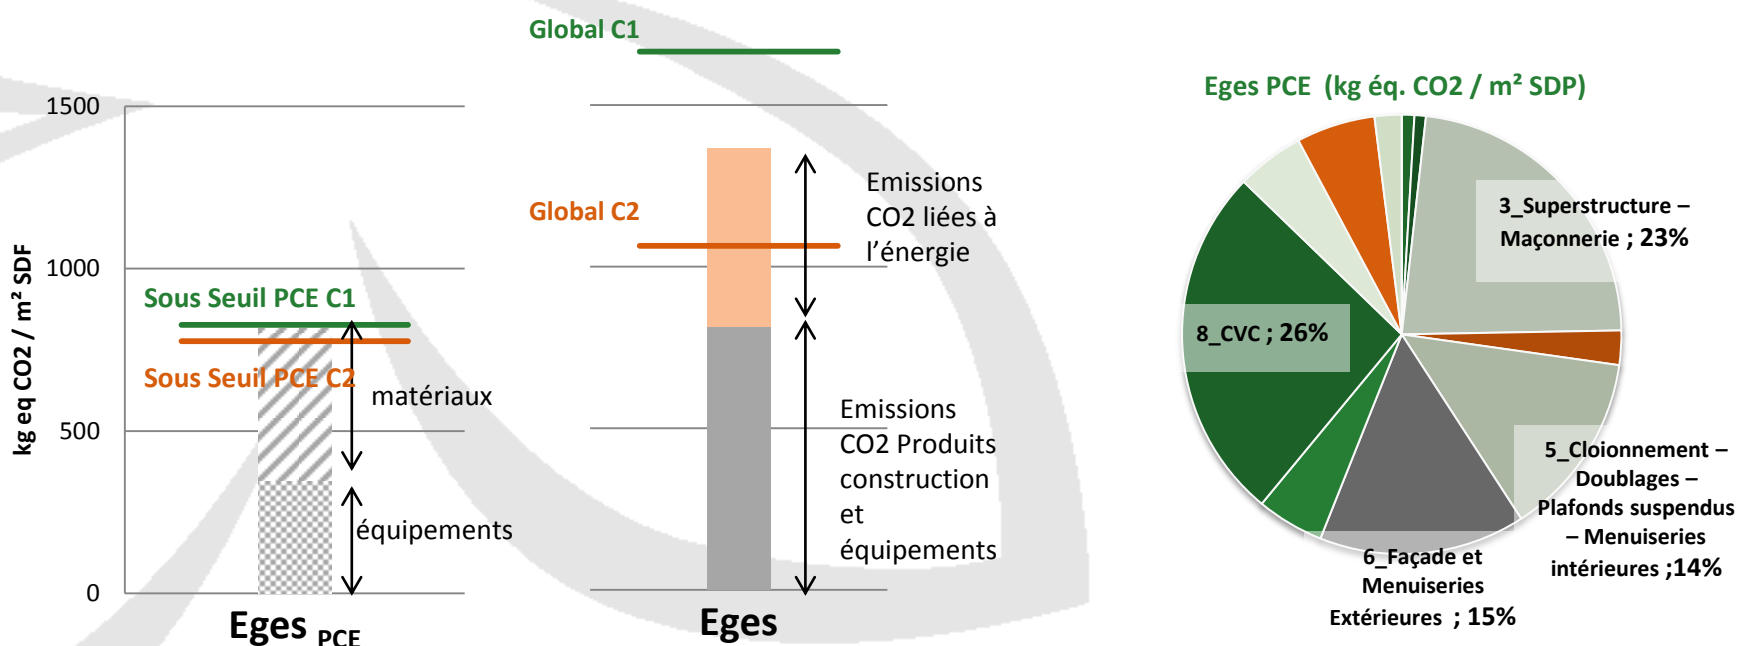 Global C1
1500
Global C2
1000
Sous Seuil PCE C1
Sous Seuil PCE C2
matériaux
500
équipements
0
kg eq CO2 / m² SDF
Eges PCE
Emissions
CO2 liées à
l'énergie
Emissions
CO2 Produits
construction
et
équipements
Eges
Eges PCE (kg éq. CO2 / m² SDP)
3_Superstructure –
Maçonnerie ; 23%
8_CVC ; 26%
5_Cloionnement –
Doublages –
Plafonds suspendus
– Menuiseries
intérieures ;14%
6_Façade et
Menuiseries
Extérieures ; 15%